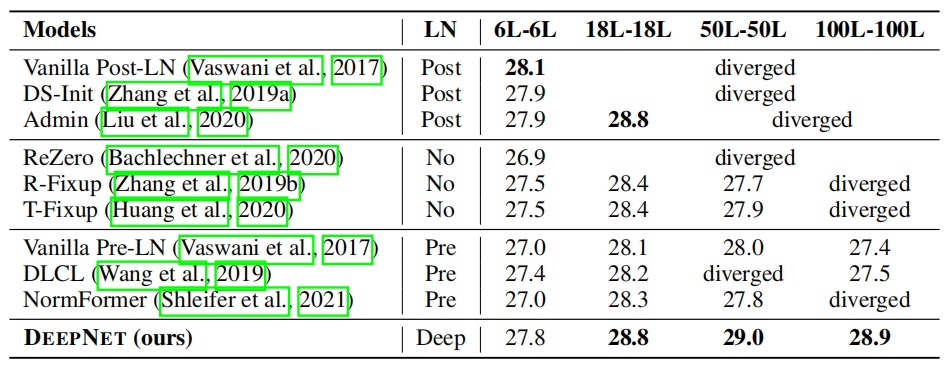 Models LN 6L-6L 18L-18L 50L-50L 100L-100L
Vanilla Post-LN (Vaswani et al., 2017) Post 28.1 diverged
DS-Init (Zhang et al., 2019a) Post 27.9 diverged
Admin (Liu et al., 2020) Post 27.9 28.8 diverged
ReZero (Bachlechner et al., 2020) No 26.9 diverged
R-Fixup (Zhang et al., 2019b) No 27.5 28.4 27.7 diverged
T-Fixup (Huang et al., 2020) No 27.5 28.4 27.9 diverged
Vanilla Pre-LN (Vaswani et al., 2017) Pre 27.0 28.1 28.0 27.4
DLCL (Wang et al., 2019) Pre 27.4 28.2 diverged 27.5
NormFormer (Shleifer et al., 2021) Pre 27.0 28.3 27.8 diverged
DEEPNET (ours) Deep 27.8 28.8 29.0 28.9